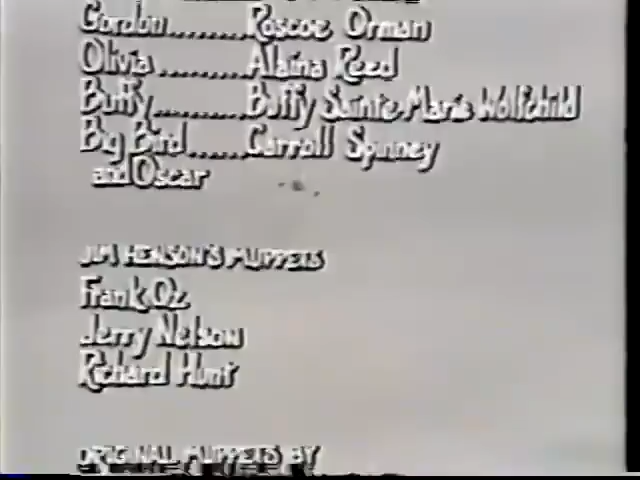 Gordon........Roscoe Orman
Olivia.........Alaina Reed
Buffy..........Buffy Sainte-Marie Wolfchild
Big Bird......Carroll Spinney
and Oscar
JIM HENSON'S MUPPETS
Frank Oz
Jerry Nelson
Richard Hunt
ORIGINAL MUPPETS BY